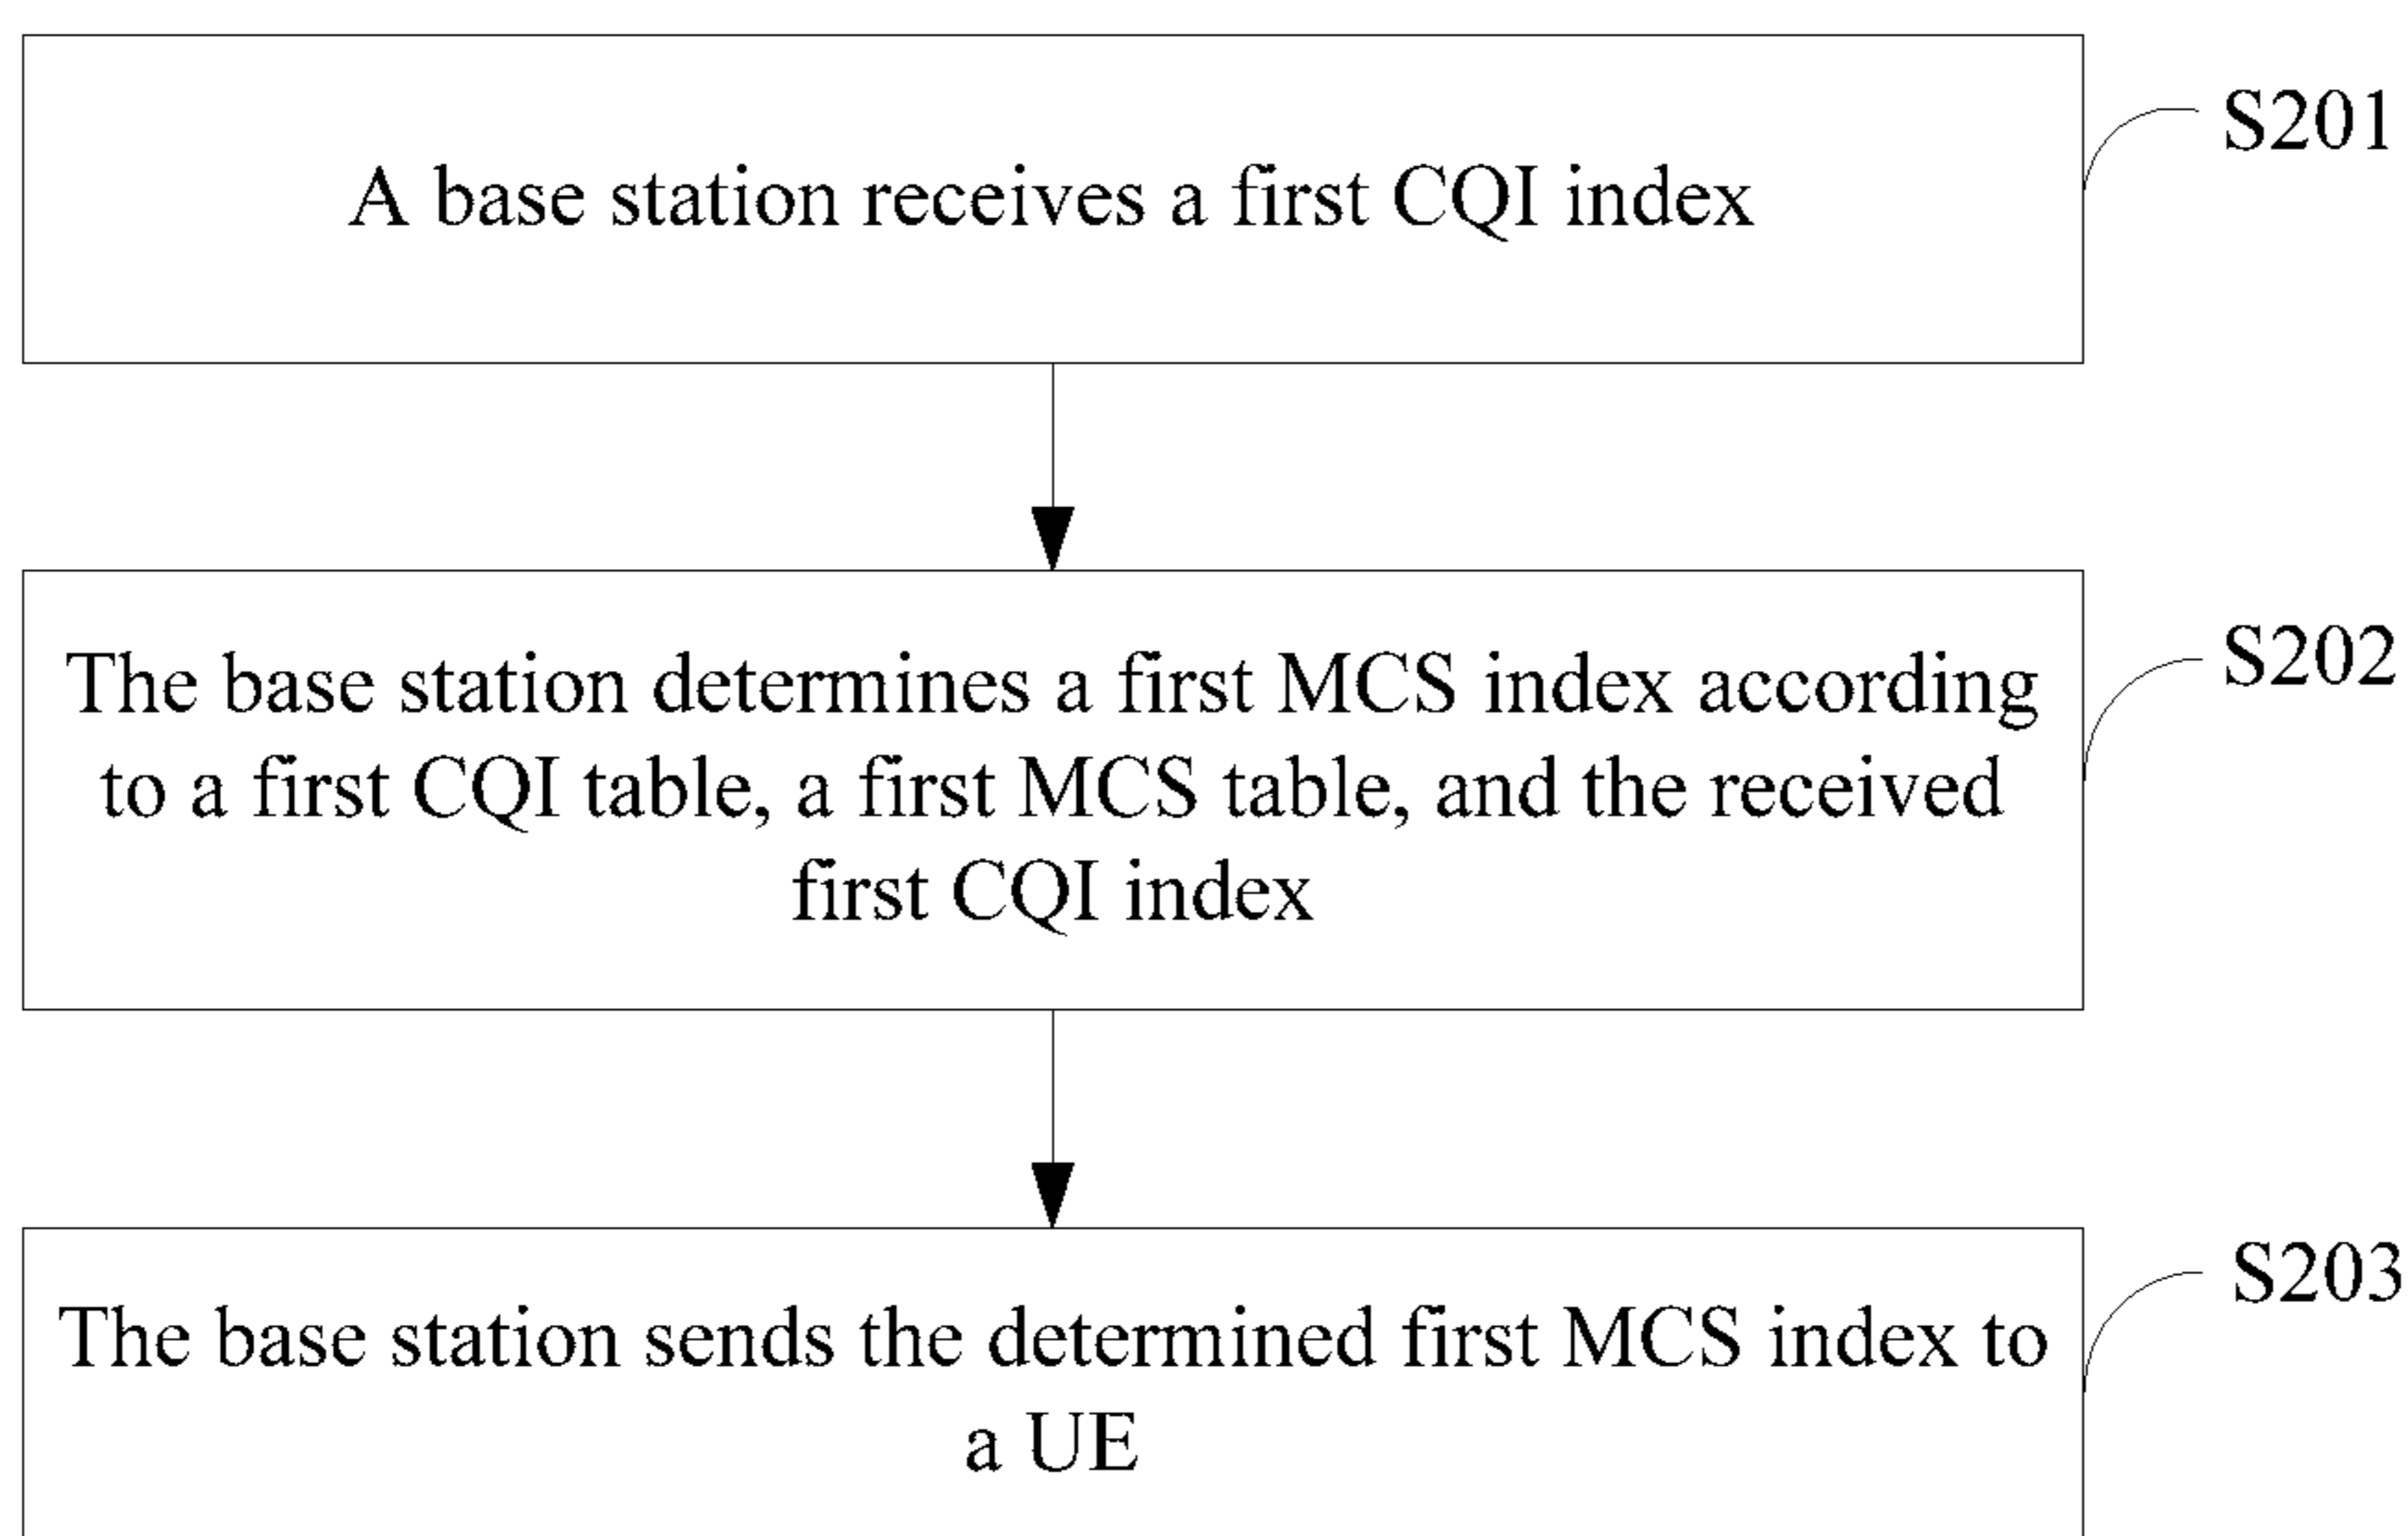 A base station receives a first CQI index
S201
The base station determines a first MCS index according
to a first CQI table, a first MCS table, and the received
first CQI index
S202
The base station sends the determined first MCS index to
a UE
S203